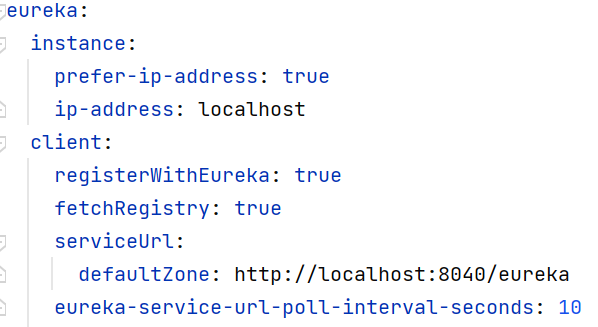 eureka:
  instance:
    prefer-ip-address: true
    ip-address: localhost
  client:
    registerWithEureka: true
    fetchRegistry: true
    serviceUrl:
      defaultZone: http://localhost:8040/eureka
    eureka-service-url-poll-interval-seconds: 10